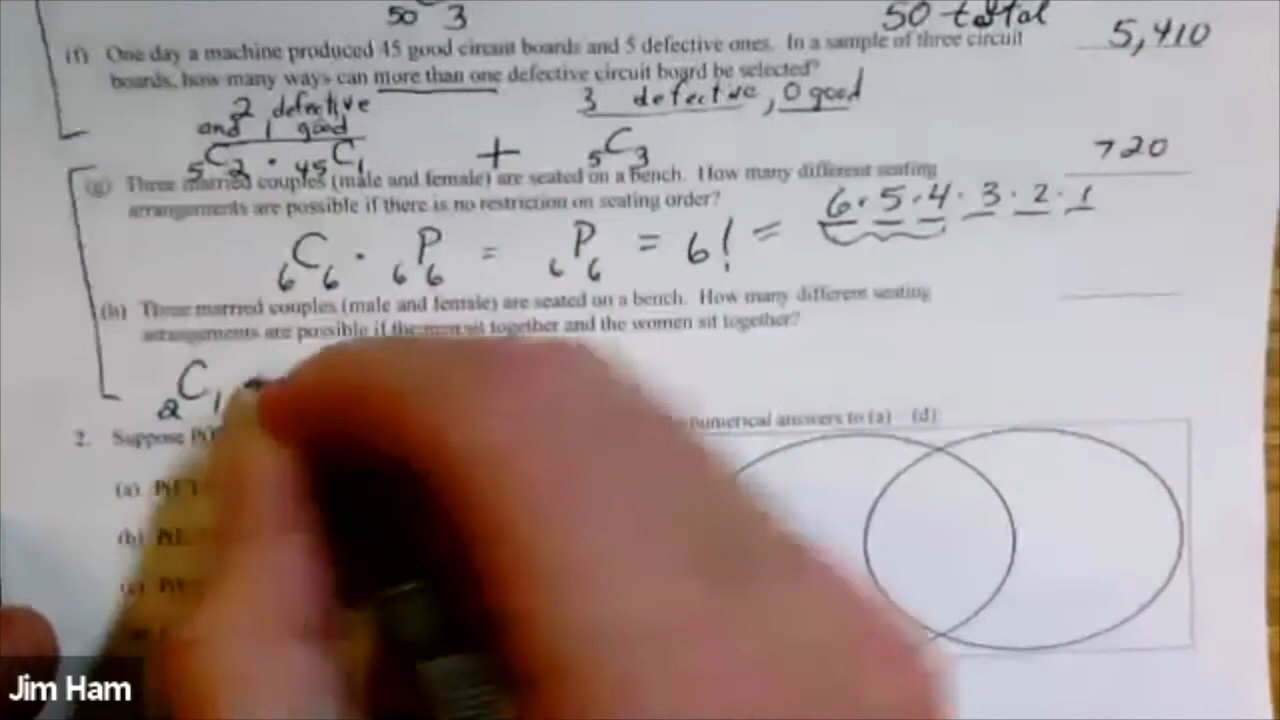 50 3 50 total
(f) One day a machine produced 45 good circuit boards and 5 defective ones. In a sample of three circuit 5,410
boards, how many ways can more than one defective circuit board be selected?
2 defective 3 defective, 0 good
and 1 good
5C2 · 45C1 + 5C3
(g) Three married couples (male and female) are seated on a bench. How many different seating 720
arrangements are possible if there is no restriction on seating order? 6 · 5 · 4 · 3 · 2 · 1
6C6 · 6P6 = 6P6 = 6! =
(h) Three married couples (male and female) are seated on a bench. How many different seating
arrangements are possible if the men sit together and the women sit together?
2C1
2. Suppose numerical answers to (a) (d)
(a)
(b)
(c)
Jim Ham